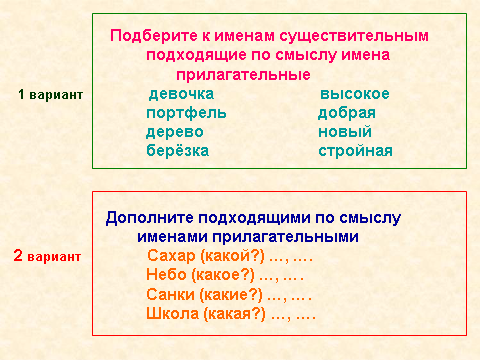 1 вариант
Подберите к именам существительным
подходящие по смыслу имена
прилагательные
девочка высокое
портфель добрая
дерево новый
берёзка стройная
2 вариант
Дополните подходящими по смыслу
именами прилагательными
Сахар (какой?) …, ….
Небо (какое?) …, ….
Санки (какие?) …, ….
Школа (какая?) …, ….